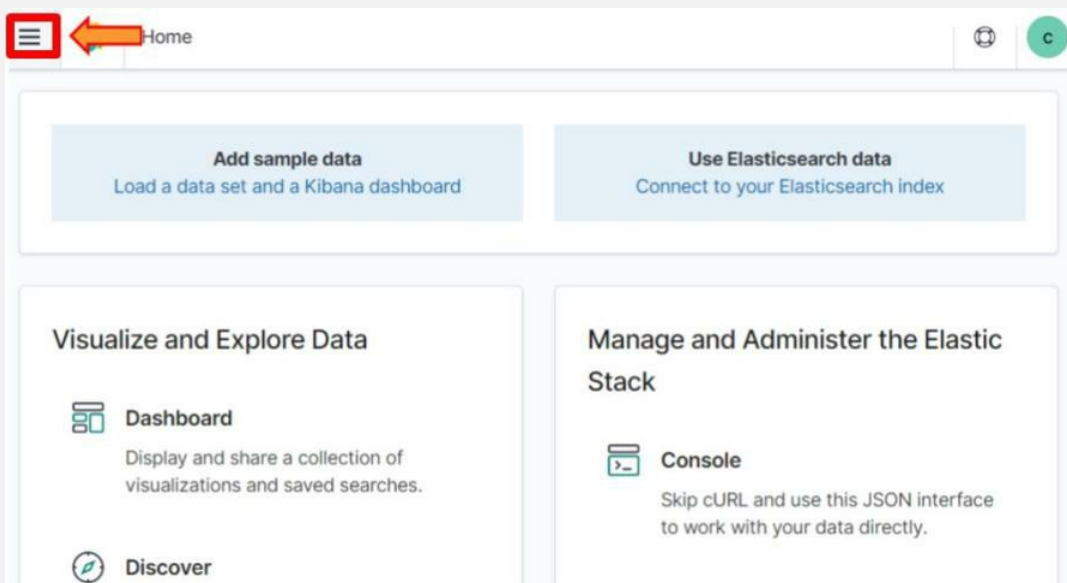 Home
c
Add sample data
Load a data set and a Kibana dashboard
Use Elasticsearch data
Connect to your Elasticsearch index
Visualize and Explore Data
Dashboard
Display and share a collection of
visualizations and saved searches.
Discover
Manage and Administer the Elastic
Stack
Console
Skip cURL and use this JSON interface
to work with your data directly.